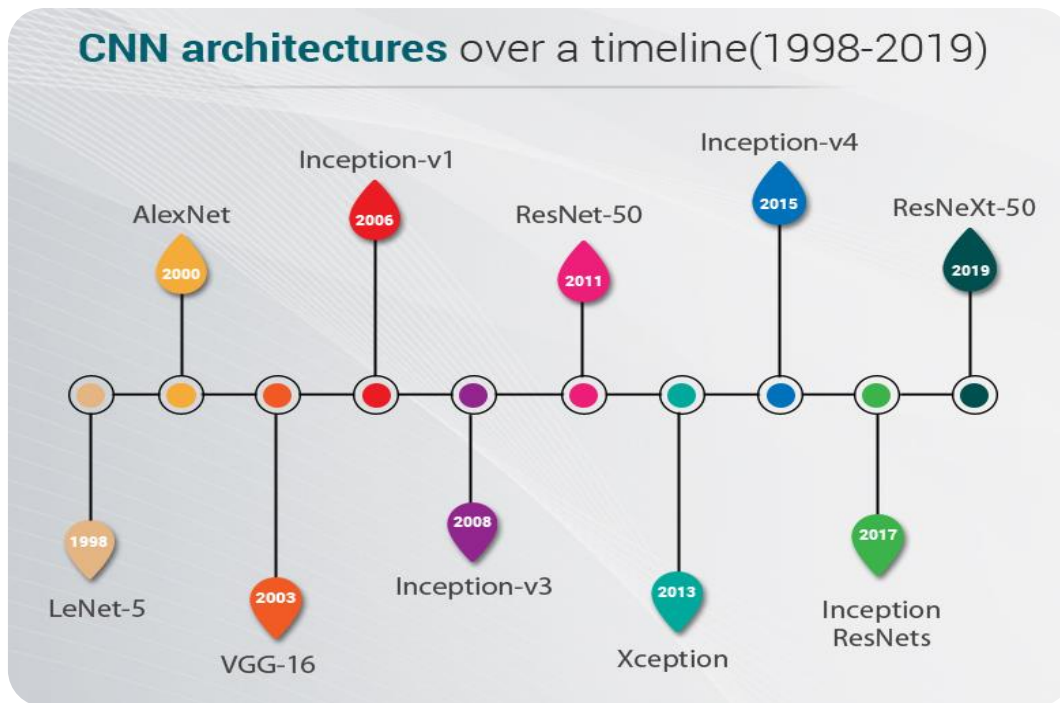 CNN architectures over a timeline(1998-2019)
Inception-v1
Inception-v4
AlexNet
ResNet-50
ResNeXt-50
2006
2015
2000
2011
2019
1998
2008
2017
LeNet-5
2003
Inception-v3
2013
Inception
ResNets
VGG-16
Xception